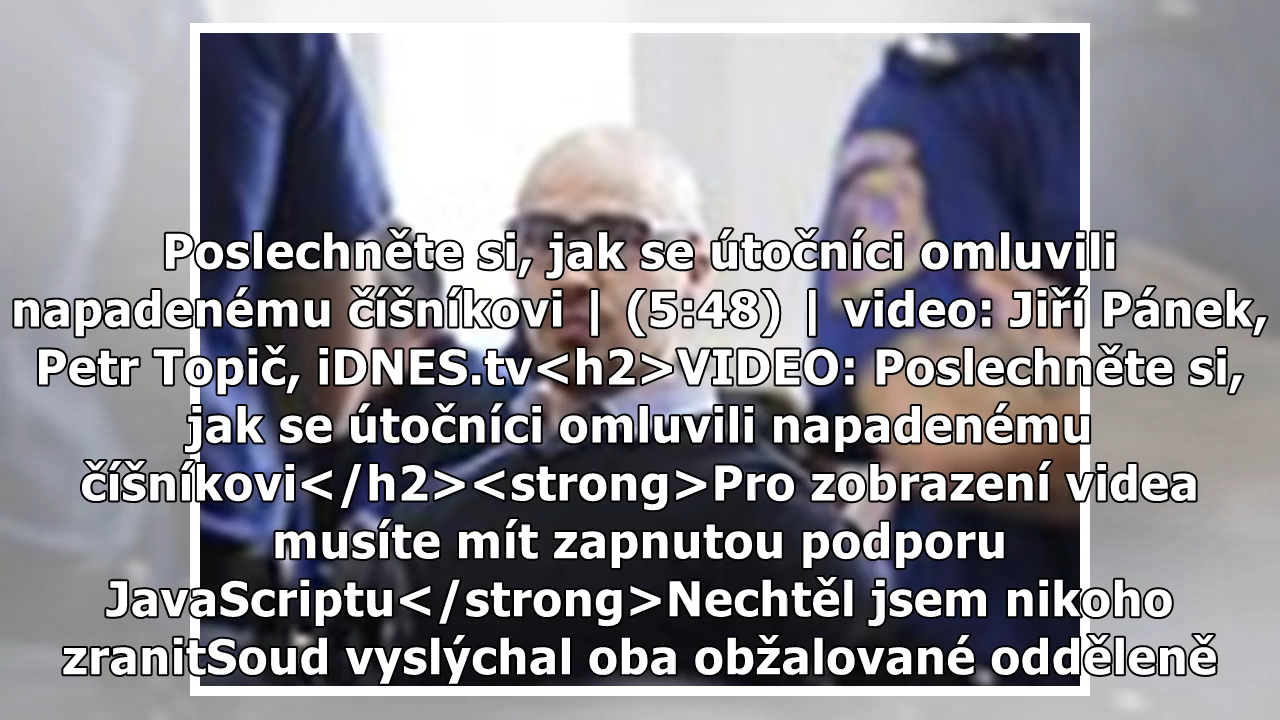 Poslechněte si, jak se útočníci omluvili
napadenému číšníkovi | (5:48) | video: Jiří Pánek,
Petr Topič, iDNES.tv<h2>VIDEO: Poslechněte si,
jak se útočníci omluvili napadenému
číšníkovi</h2><strong>Pro zobrazení videa
musíte mít zapnutou podporu
JavaScriptu</strong>Nechtěl jsem nikoho
zranitSoud vyslýchal oba obžalované odděleně